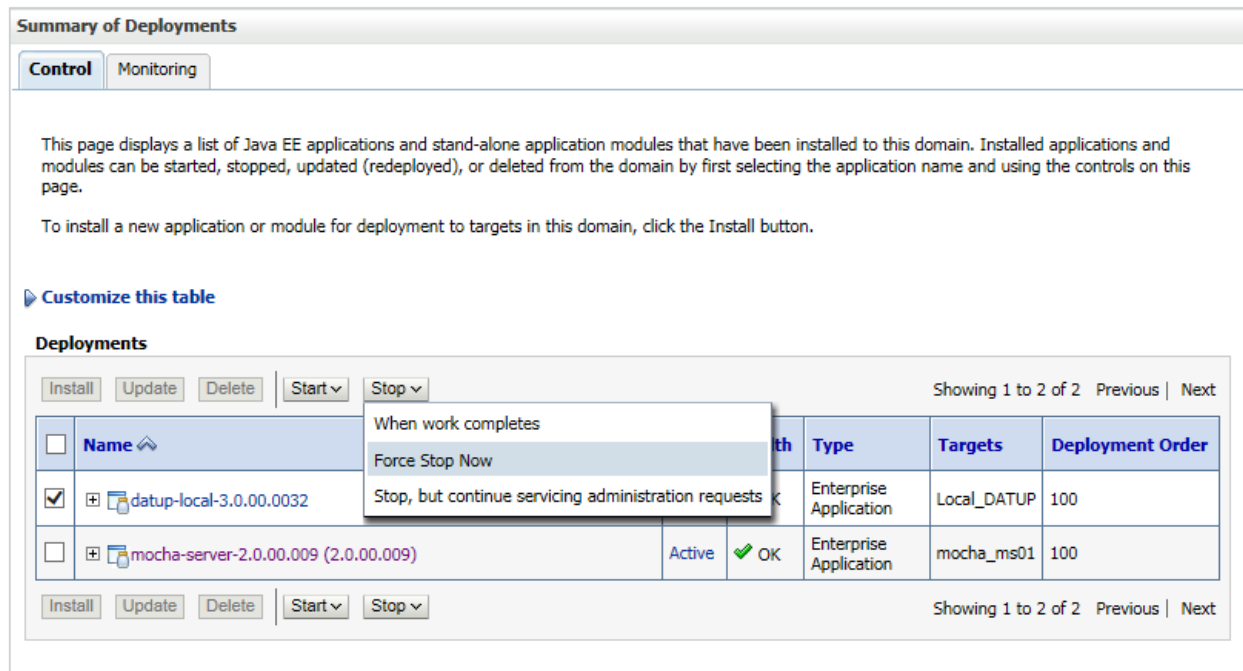 Summary of Deployments
Control Monitoring
This page displays a list of Java EE applications and stand-alone application modules that have been installed to this domain. Installed applications and
modules can be started, stopped, updated (redeployed), or deleted from the domain by first selecting the application name and using the controls on this
page.
To install a new application or module for deployment to targets in this domain, click the Install button.
Customize this table
Deployments
Install Update Delete Start Stop Showing 1 to 2 of 2 Previous | Next
When work completes
Force Stop Now
Stop, but continue servicing administration requests
Name lth Type Targets Deployment Order
datup-local-3.0.00.0032 K Enterprise Application Local_DATUP 100
mocha-server-2.0.00.009 (2.0.00.009) Active OK Enterprise Application mocha_ms01 100
Install Update Delete Start Stop Showing 1 to 2 of 2 Previous | Next